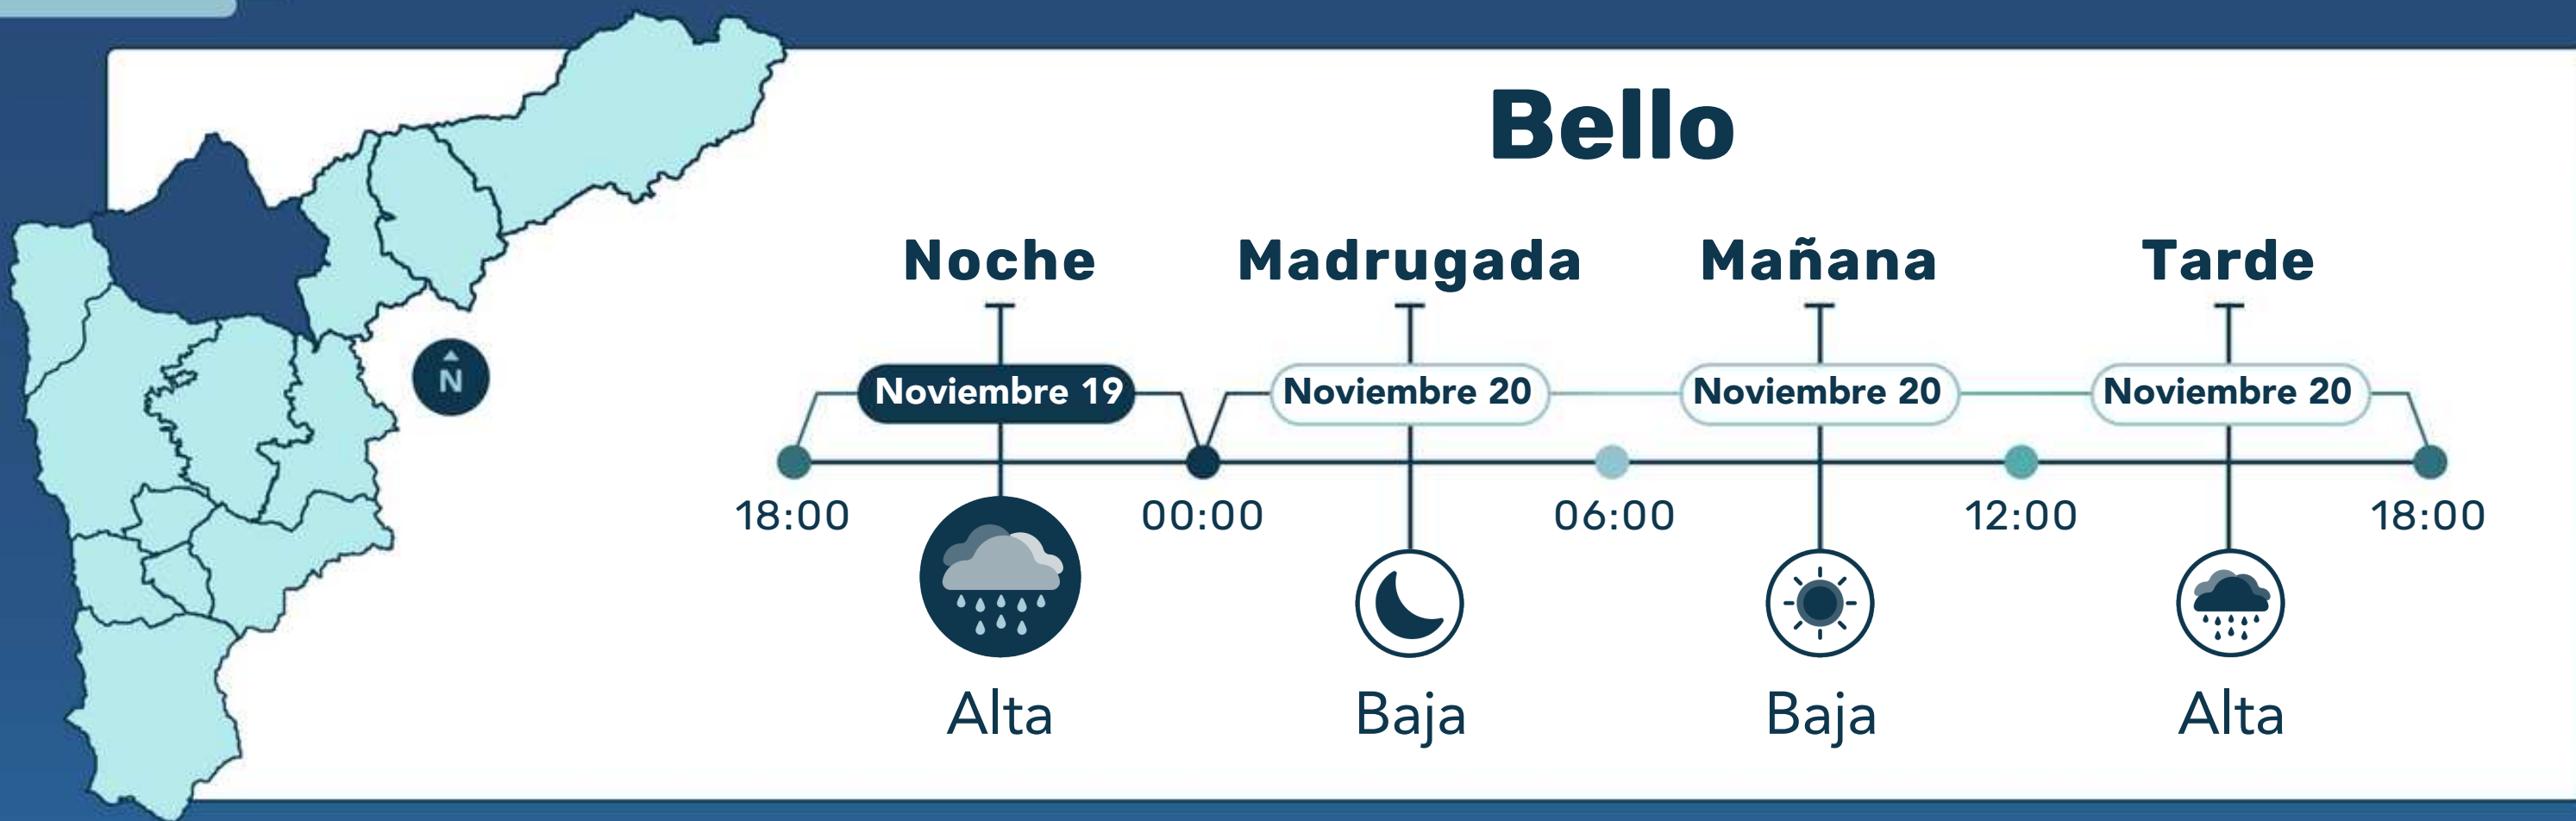 Bello
Noche Madrugada Mañana Tarde
N
Noviembre 19 Noviembre 20 Noviembre 20 Noviembre 20
18:00 00:00 06:00 12:00 18:00
Alta Baja Baja Alta